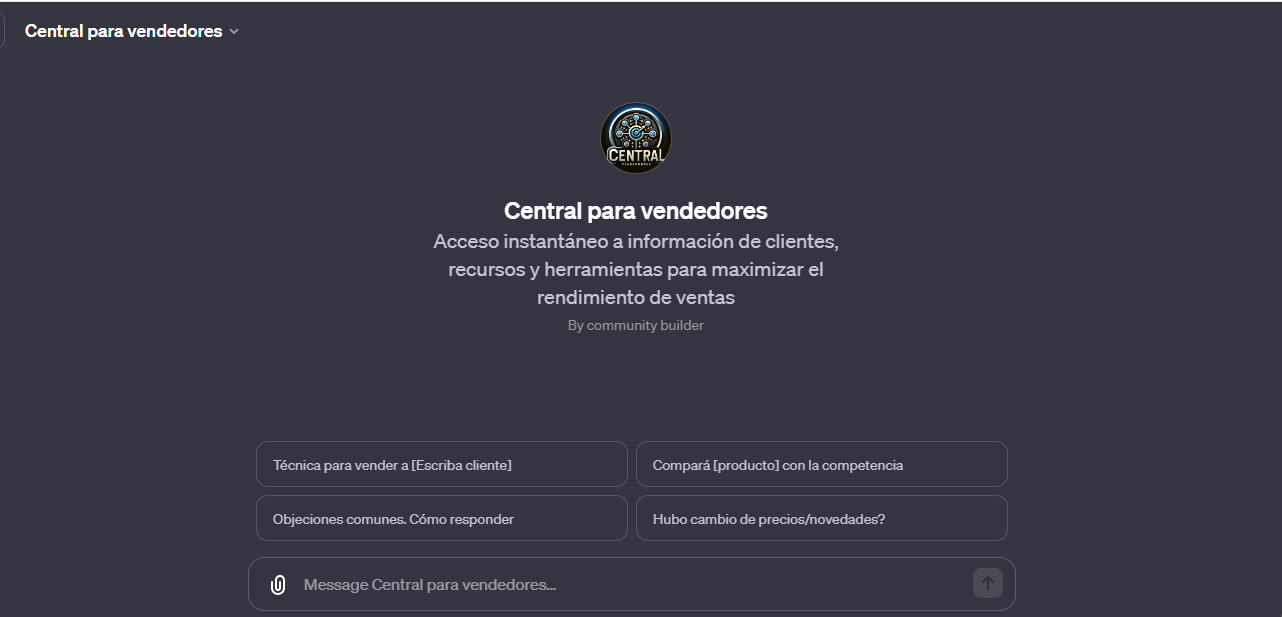 Central para vendedores
CENTRAL
Central para vendedores
Acceso instantáneo a información de clientes,
recursos y herramientas para maximizar el
rendimiento de ventas
By community builder
Técnica para vender a [Escriba cliente]
Compará [producto] con la competencia
Objeciones comunes. Cómo responder
Hubo cambio de precios/novedades?
Message Central para vendedores...